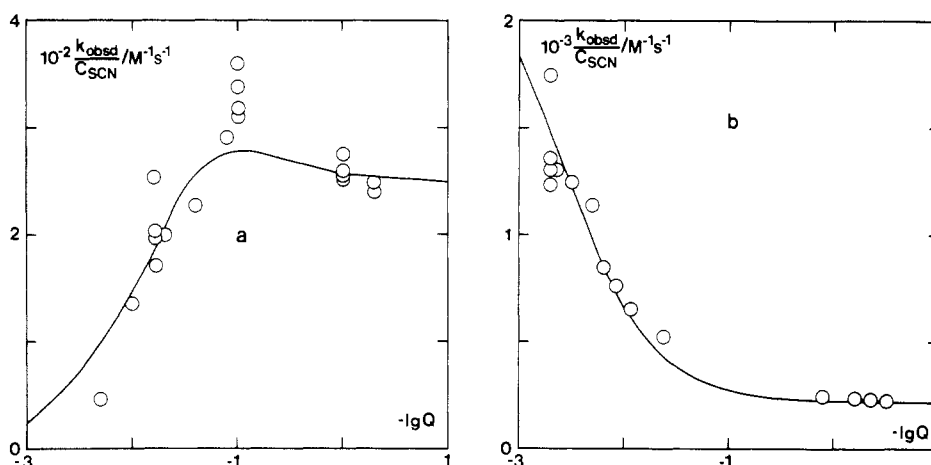 4
10⁻² k_obsd / C_SCN /M⁻¹s⁻¹
2
a
0
-lgQ
-3
-1
1
2
10⁻³ k_obsd / C_SCN /M⁻¹s⁻¹
b
1
0
-lgQ
-3
-1